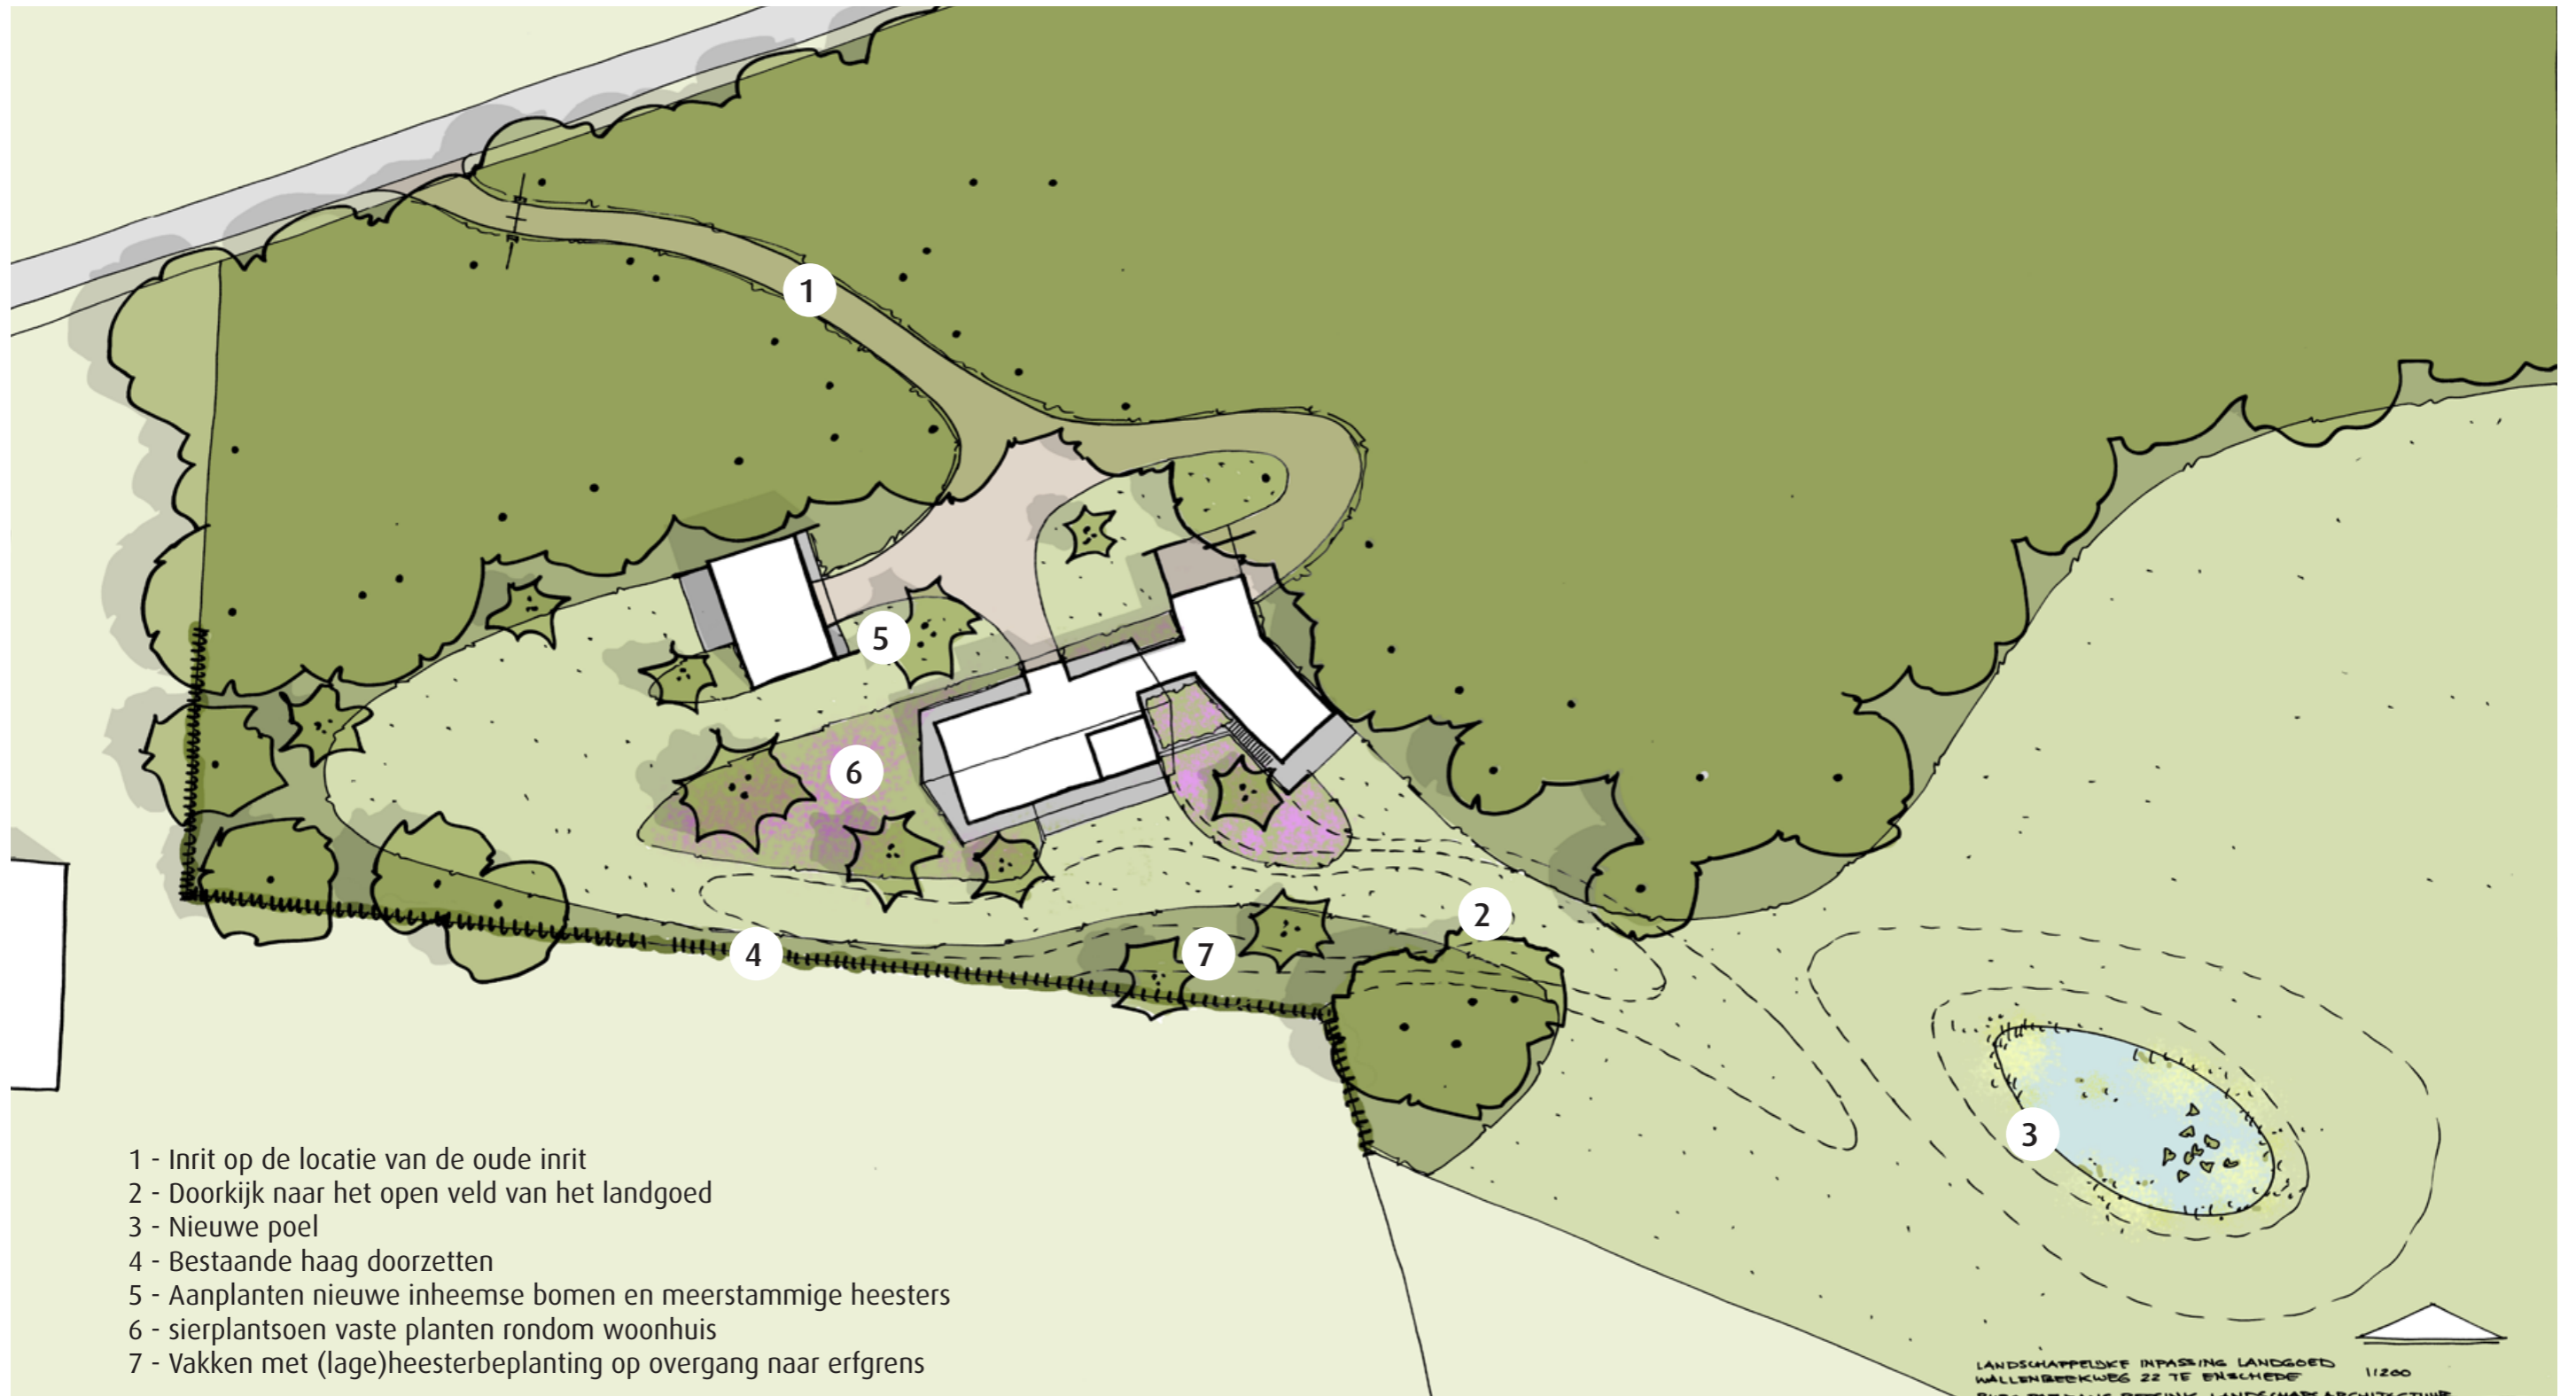 1
5
6
2
4
7
3
1 - Inrit op de locatie van de oude inrit
2 - Doorkijk naar het open veld van het landgoed
3 - Nieuwe poel
4 - Bestaande haag doorzetten
5 - Aanplanten nieuwe inheemse bomen en meerstammige heesters
6 - sierplantsoen vaste planten rondom woonhuis
7 - Vakken met (lage)heesterbeplanting op overgang naar erfgrens
LANDSCHAPPELIJKE INPASSING LANDGOED
WALLENBEEKWEG 22 TE ENSCHEDE 1:1200
LANDSCHAPSARCHITECTUUR